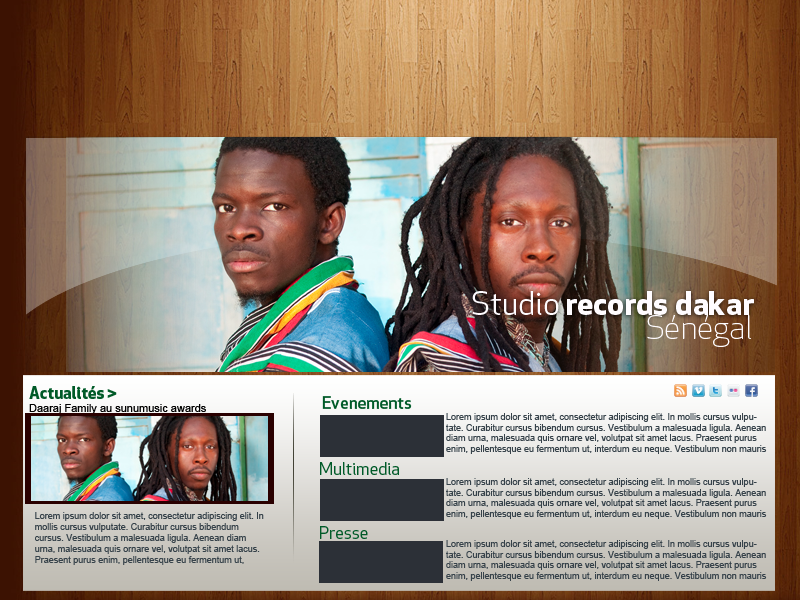 Studio records dakar
Sénégal
Actualités >
Daaraj Family au sunumusic awards
Lorem ipsum dolor sit amet, consectetur adipiscing elit. In
mollis cursus vulputate. Curabitur cursus bibendum
cursus. Vestibulum a malesuada ligula. Aenean diam
urna, malesuada quis ornare vel, volutpat sit amet lacus.
Praesent purus enim, pellentesque eu fermentum ut,
Evenements
Lorem ipsum dolor sit amet, consectetur adipiscing elit. In mollis cursus vulpu-
tate. Curabitur cursus bibendum cursus. Vestibulum a malesuada ligula. Aenean
diam urna, malesuada quis ornare vel, volutpat sit amet lacus. Praesent purus
enim, pellentesque eu fermentum ut, interdum eu neque. Vestibulum non mauris
Multimedia
Lorem ipsum dolor sit amet, consectetur adipiscing elit. In mollis cursus vulpu-
tate. Curabitur cursus bibendum cursus. Vestibulum a malesuada ligula. Aenean
diam urna, malesuada quis ornare vel, volutpat sit amet lacus. Praesent purus
enim, pellentesque eu fermentum ut, interdum eu neque. Vestibulum non mauris
Presse
Lorem ipsum dolor sit amet, consectetur adipiscing elit. In mollis cursus vulpu-
tate. Curabitur cursus bibendum cursus. Vestibulum a malesuada ligula. Aenean
diam urna, malesuada quis ornare vel, volutpat sit amet lacus. Praesent purus
enim, pellentesque eu fermentum ut, interdum eu neque. Vestibulum non mauris